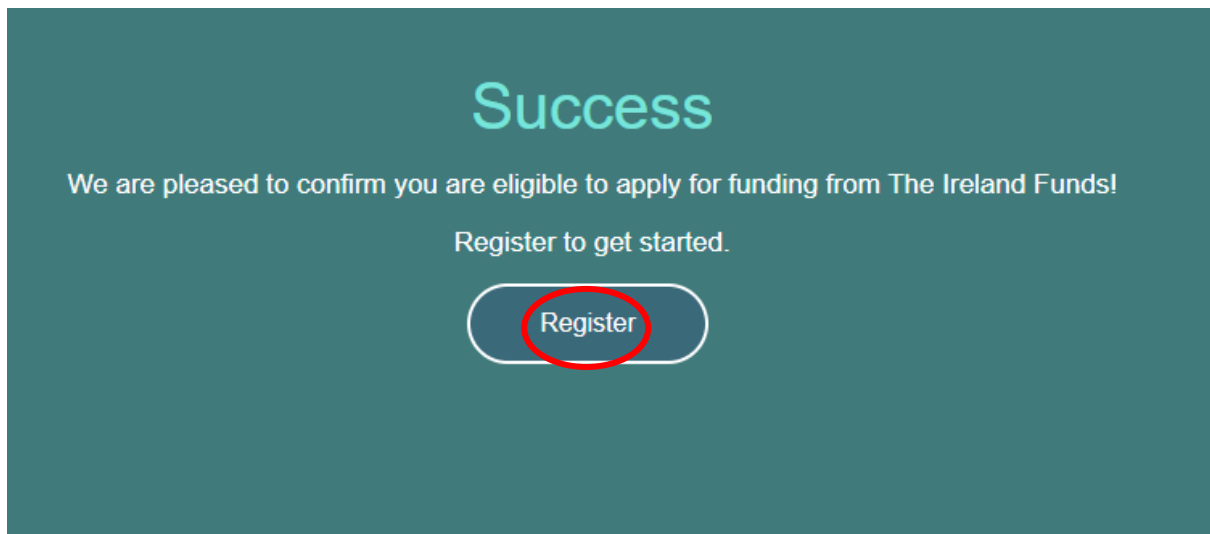 Success
We are pleased to confirm you are eligible to apply for funding from The Ireland Funds!
Register to get started.
Register